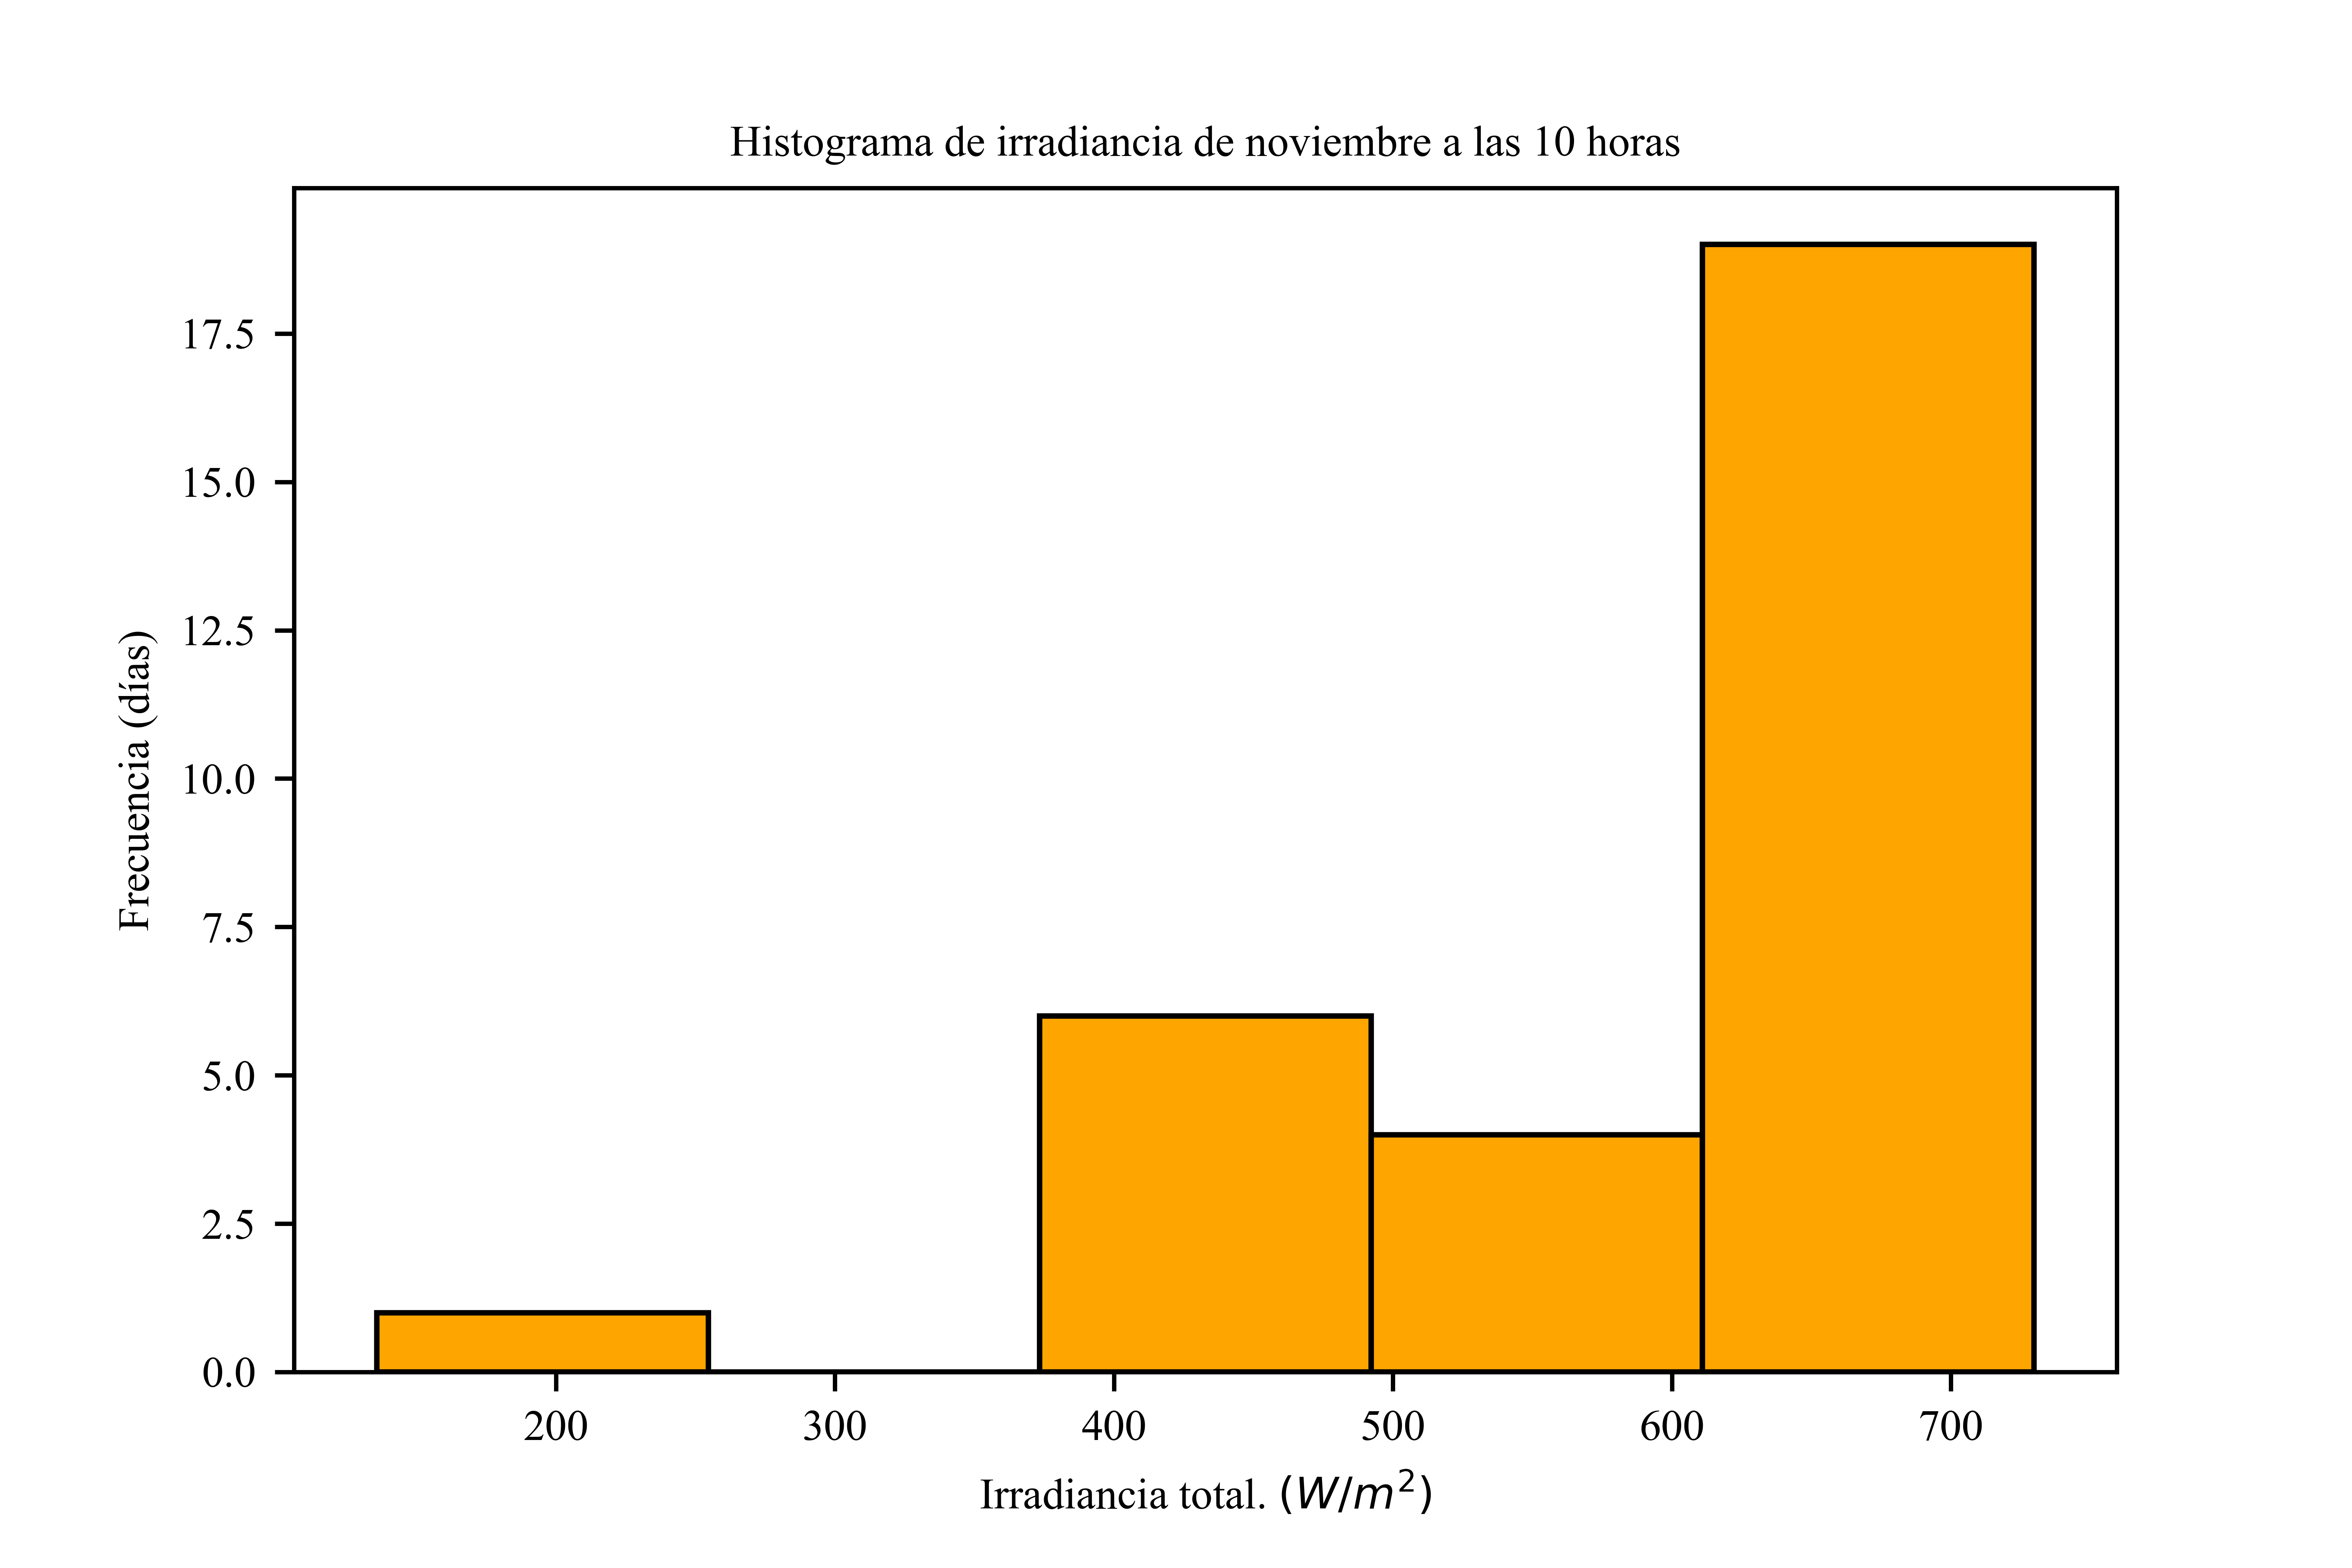 Histograma de irradiancia de noviembre a las 10 horas
Frecuencia (días)
17.5
15.0
12.5
10.0
7.5
5.0
2.5
0.0
200 300 400 500 600 700
Irradiancia total. (W/m²)